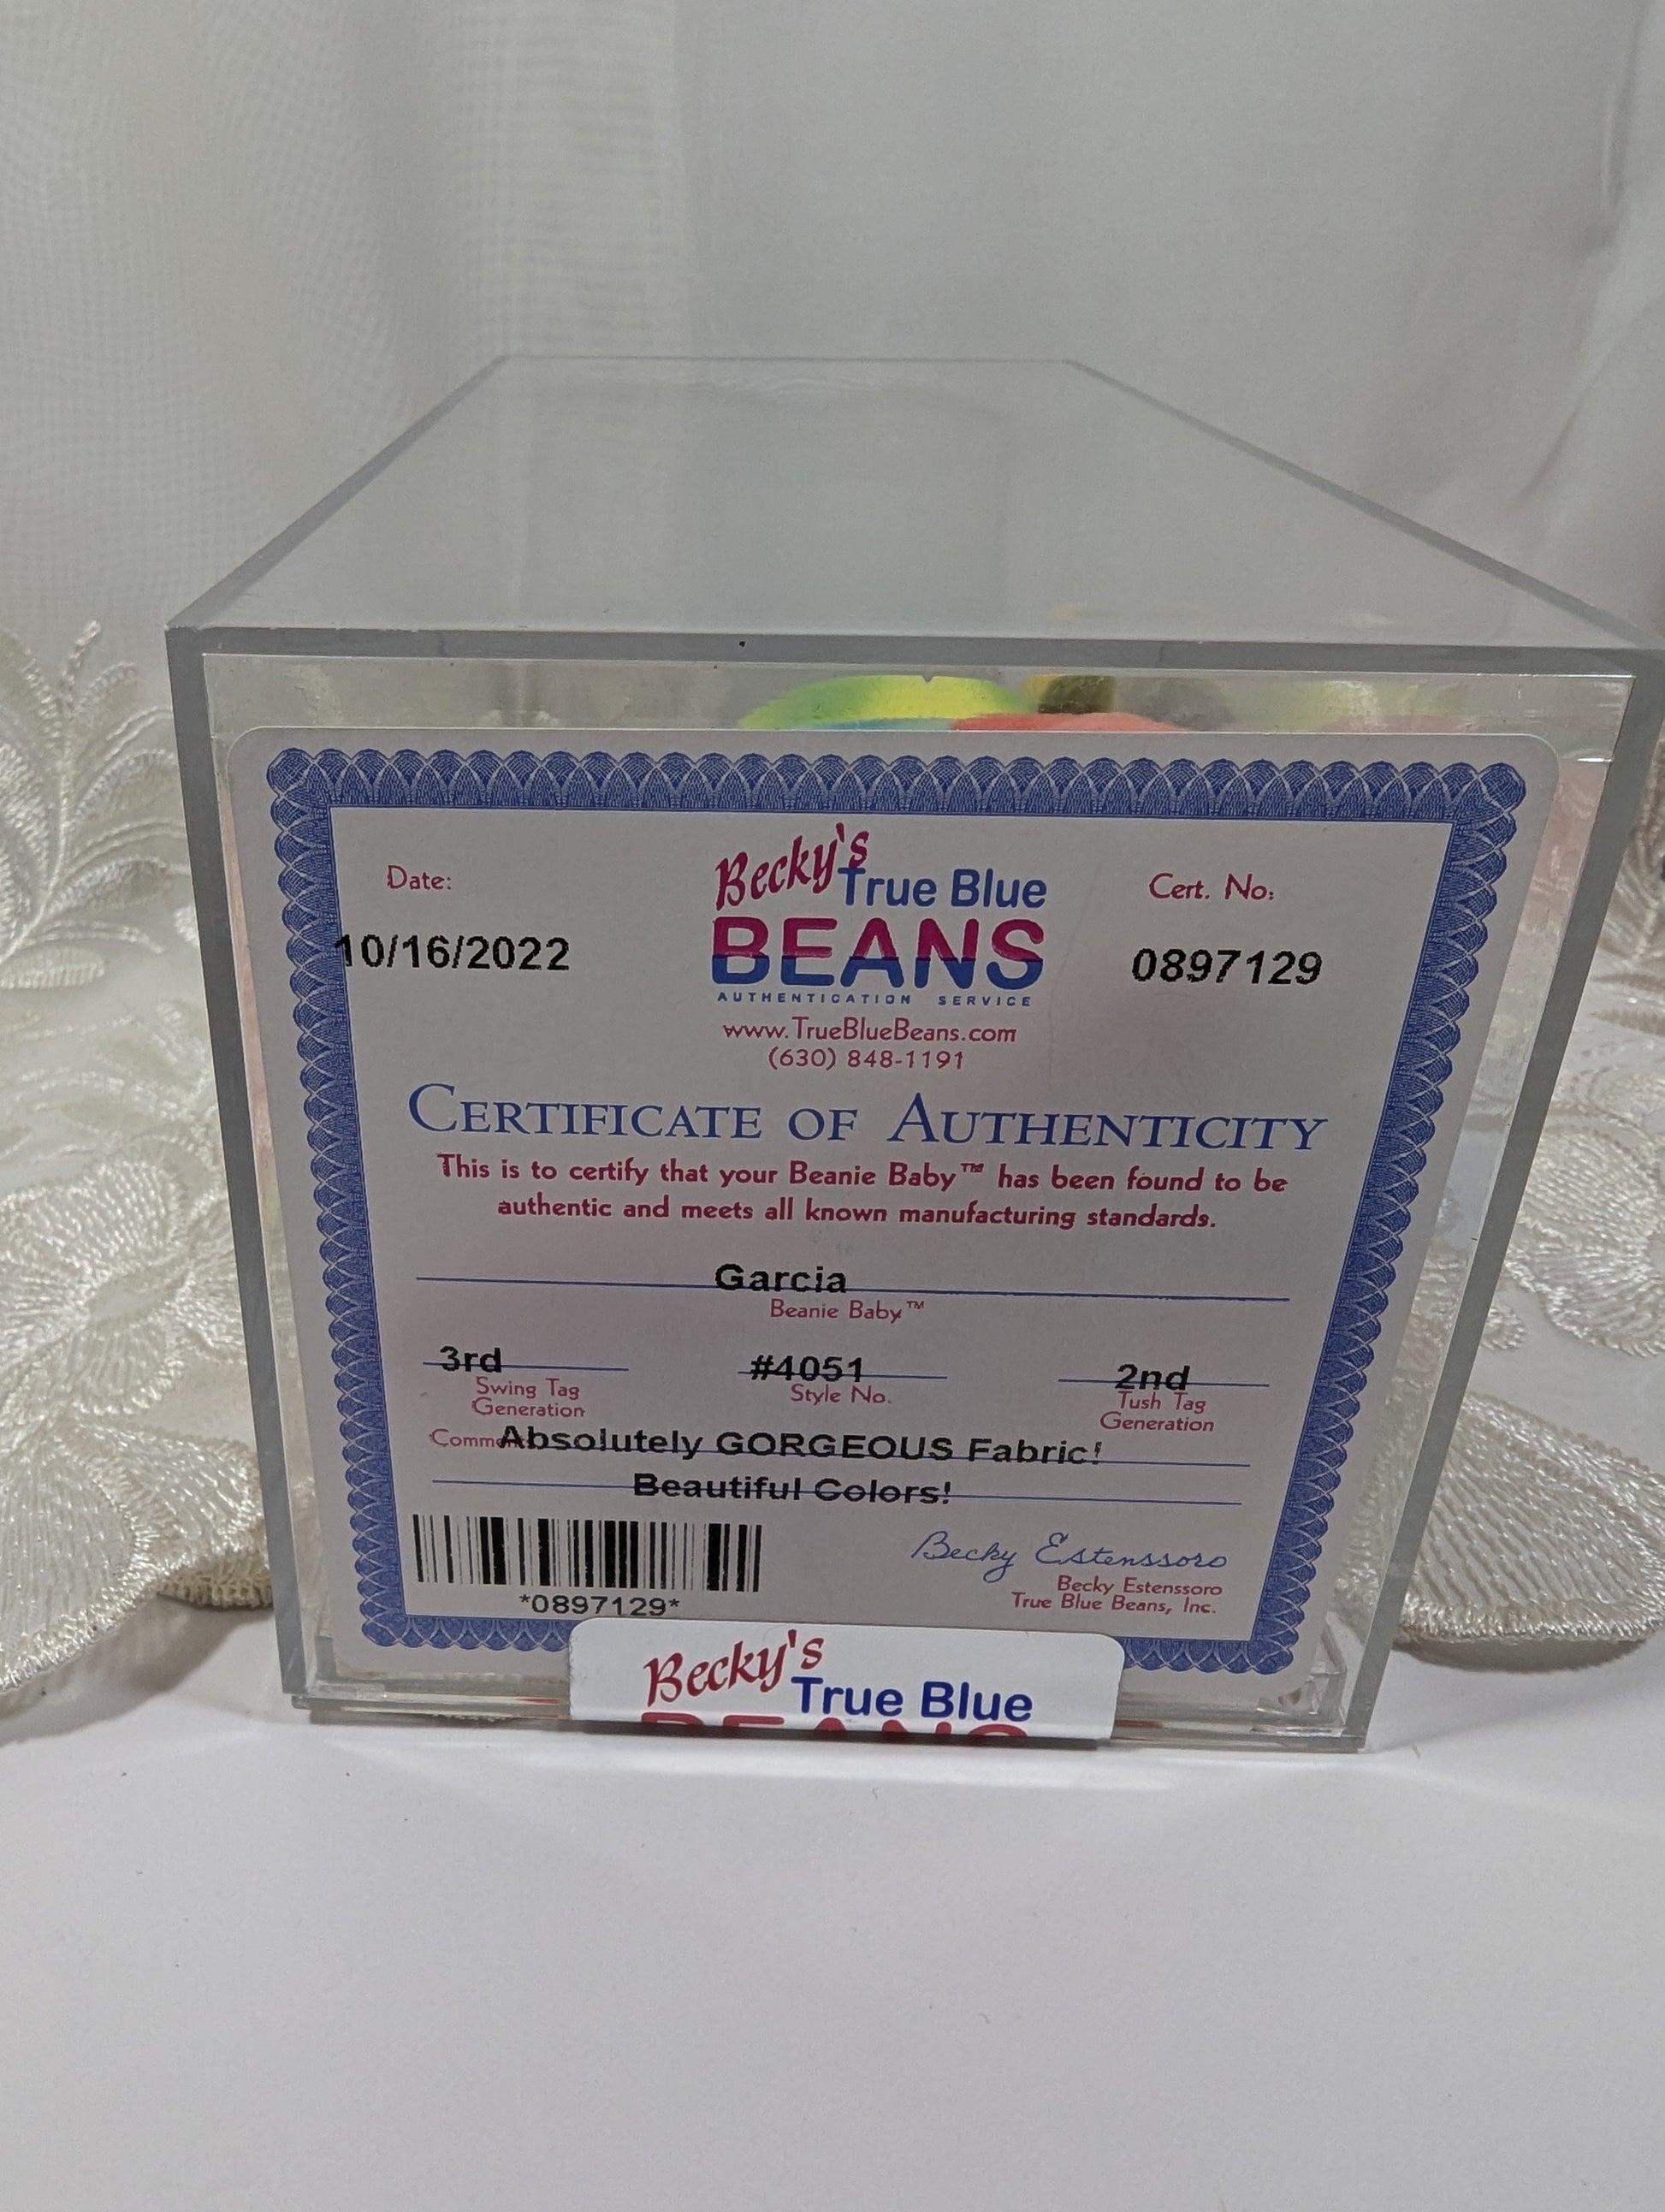 Date:
10/16/2022
Becky's
True Blue
BEANS
AUTHENTICATION SERVICE
www.TrueBlueBeans.com
(630) 848-1191
Cert. No:
0897129
CERTIFICATE OF AUTHENTICITY
This is to certify that your Beanie Baby™ has been found to be
authentic and meets all known manufacturing standards.
Garcia
Beanie Baby™
3rd
Swing Tag
Generation
#4051
Style No.
2nd
Tush Tag
Generation
Absolutely GORGEOUS Fabric!
Beautiful Colors!
*0897129*
Becky Estenssoro
Becky Estenssoro
True Blue Beans, Inc.
Becky's
True Blue